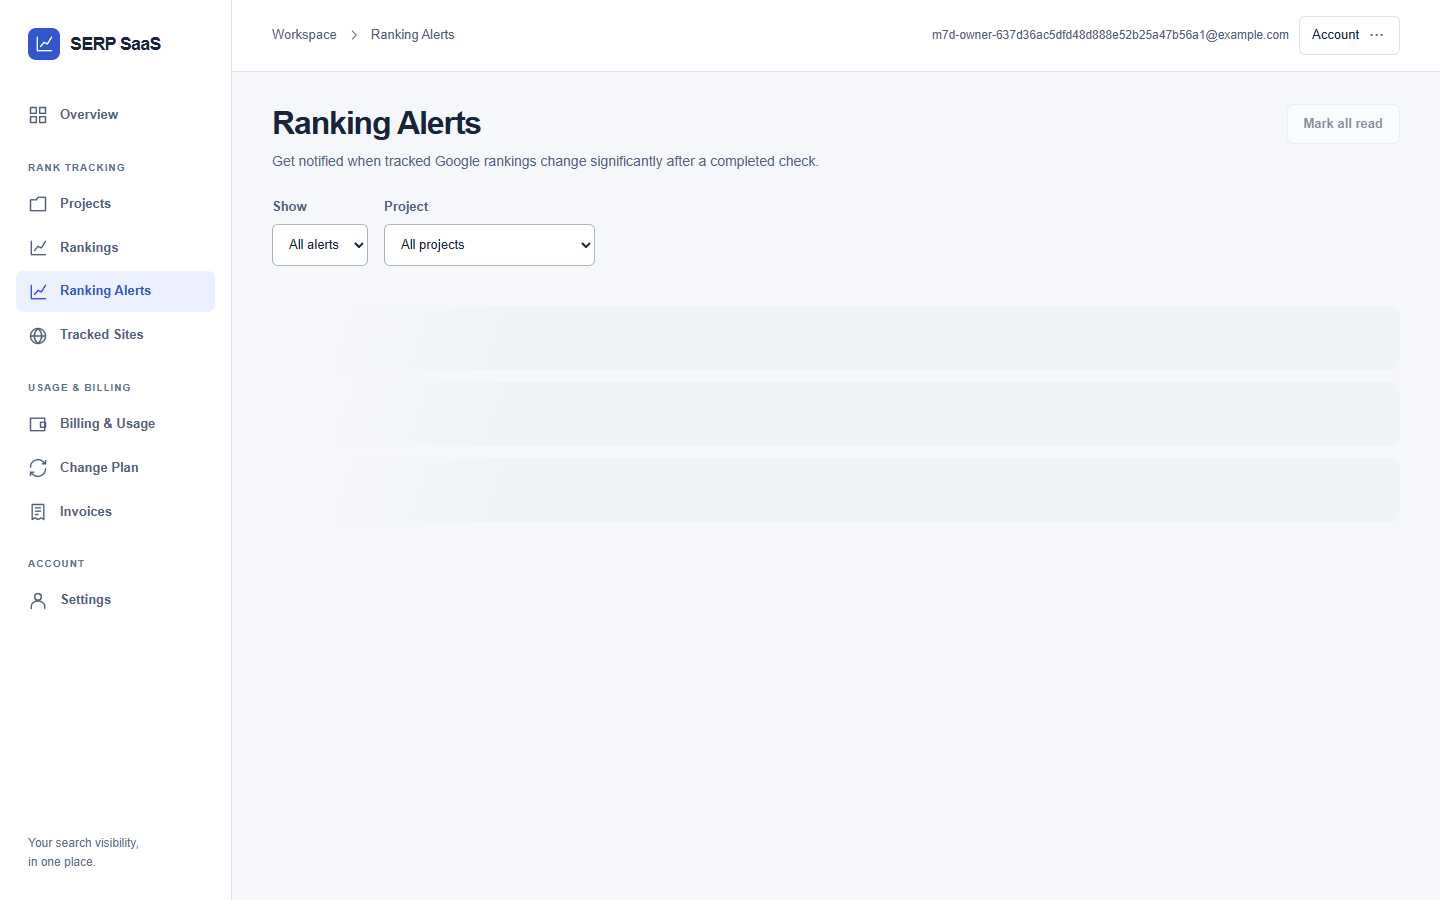 SERP SaaS
Overview
RANK TRACKING
Projects
Rankings
Ranking Alerts
Tracked Sites
USAGE & BILLING
Billing & Usage
Change Plan
Invoices
ACCOUNT
Settings
Your search visibility,
in one place.
Workspace > Ranking Alerts
m7d-owner-637d36ac5dfd48d888e52b25a47b56a1@example.com
Account ···
Ranking Alerts
Mark all read
Get notified when tracked Google rankings change significantly after a completed check.
Show Project
All alerts All projects